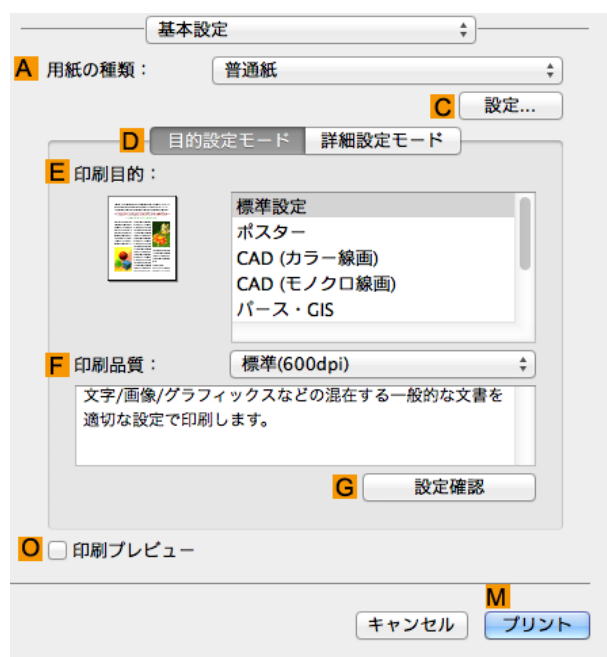 基本設定
A 用紙の種類： 普通紙
C 設定...
D 目的設定モード 詳細設定モード
E 印刷目的：
標準設定
ポスター
CAD (カラー線画)
CAD (モノクロ線画)
パース・GIS
F 印刷品質： 標準(600dpi)
文字/画像/グラフィックスなどの混在する一般的な文書を
適切な設定で印刷します。
G 設定確認
O 印刷プレビュー
M
キャンセル プリント